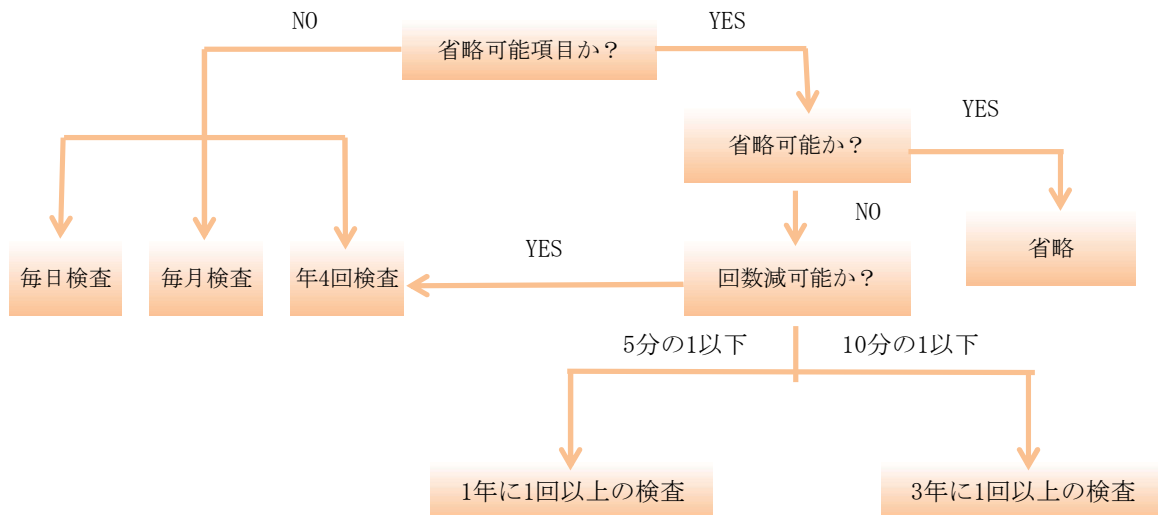 NO
YES
省略可能項目か？
YES
省略可能か？
NO
省略
YES
毎日検査
毎月検査
年4回検査
回数減可能か？
5分の1以下
10分の1以下
1年に1回以上の検査
3年に1回以上の検査